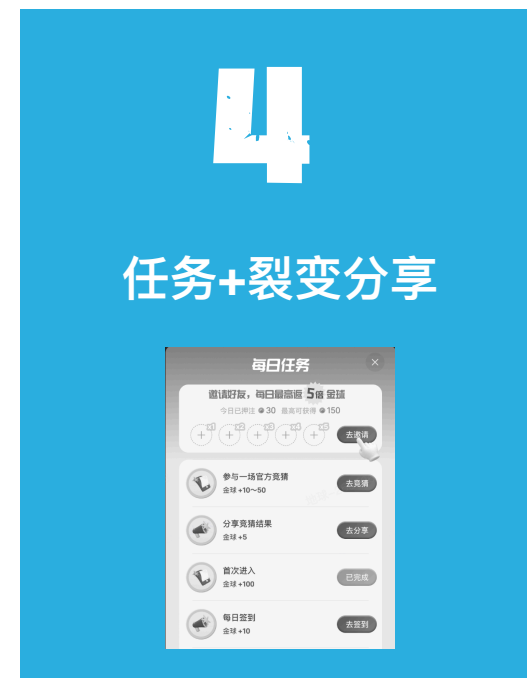 4
任务+裂变分享
每日任务
邀请好友，每日最高返 5倍 金球
今日已押注 30 最高可获得 150
去邀请
参与一场官方竞猜
金球 +10～50
去竞猜
分享竞猜结果
金球 +5
去分享
首次进入
金球 +100
已完成
每日签到
金球 +10
去签到